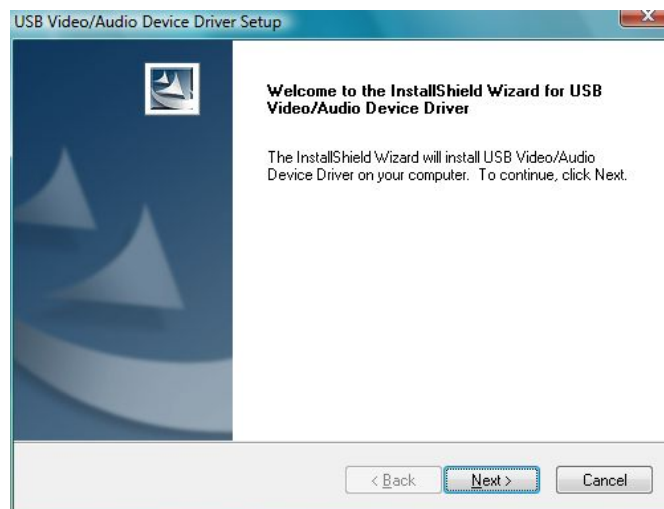 USB Video/Audio Device Driver Setup
X
Welcome to the InstallShield Wizard for USB
Video/Audio Device Driver
The InstallShield Wizard will install USB Video/Audio
Device Driver on your computer. To continue, click Next.
< Back Next > Cancel